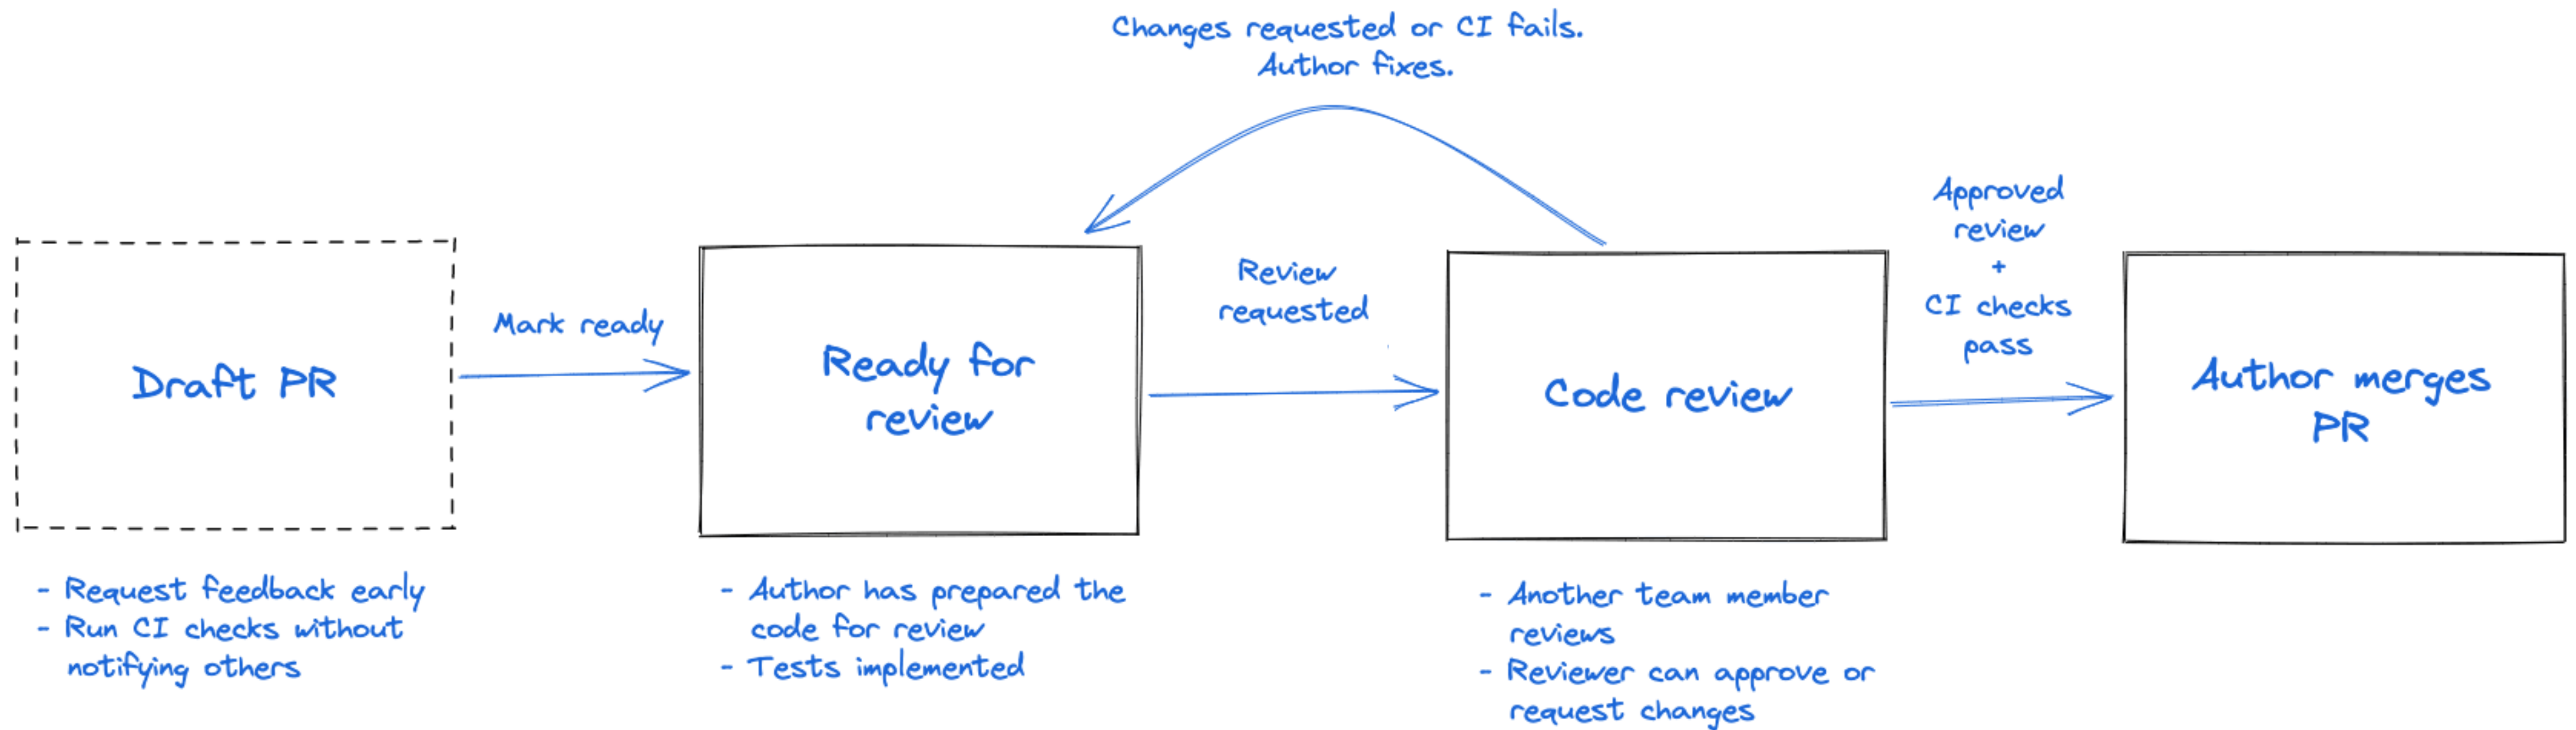 Changes requested or CI fails.
Author fixes.
Draft PR
- Request feedback early
- Run CI checks without
notifying others
Mark ready
Ready for
review
- Author has prepared the
code for review
- Tests implemented
Review
requested
Code review
- Another team member
reviews
- Reviewer can approve or
request changes
Approved
review
+
CI checks
pass
Author merges
PR